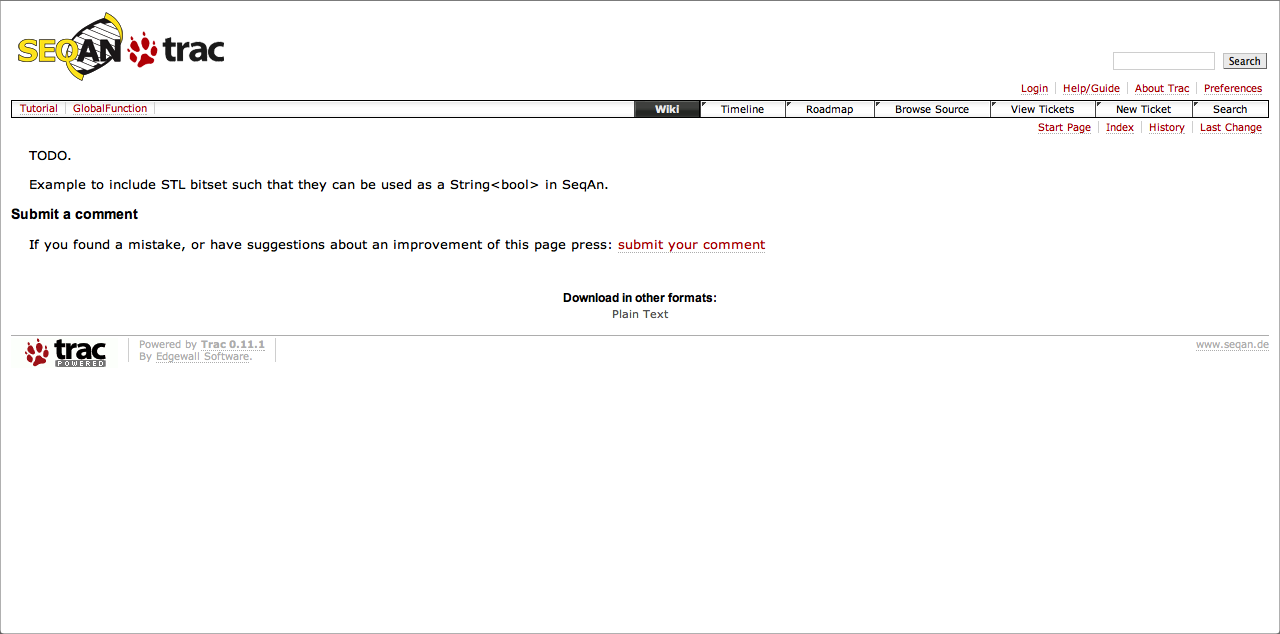 SEQAN trac
Search
Login Help/Guide About Trac Preferences
Tutorial GlobalFunction Wiki Timeline Roadmap Browse Source View Tickets New Ticket Search
Start Page Index History Last Change
TODO.
Example to include STL bitset such that they can be used as a String<bool> in SeqAn.
Submit a comment
If you found a mistake, or have suggestions about an improvement of this page press: submit your comment
Download in other formats:
Plain Text
trac POWERED
Powered by Trac 0.11.1
By Edgewall Software.
www.seqan.de